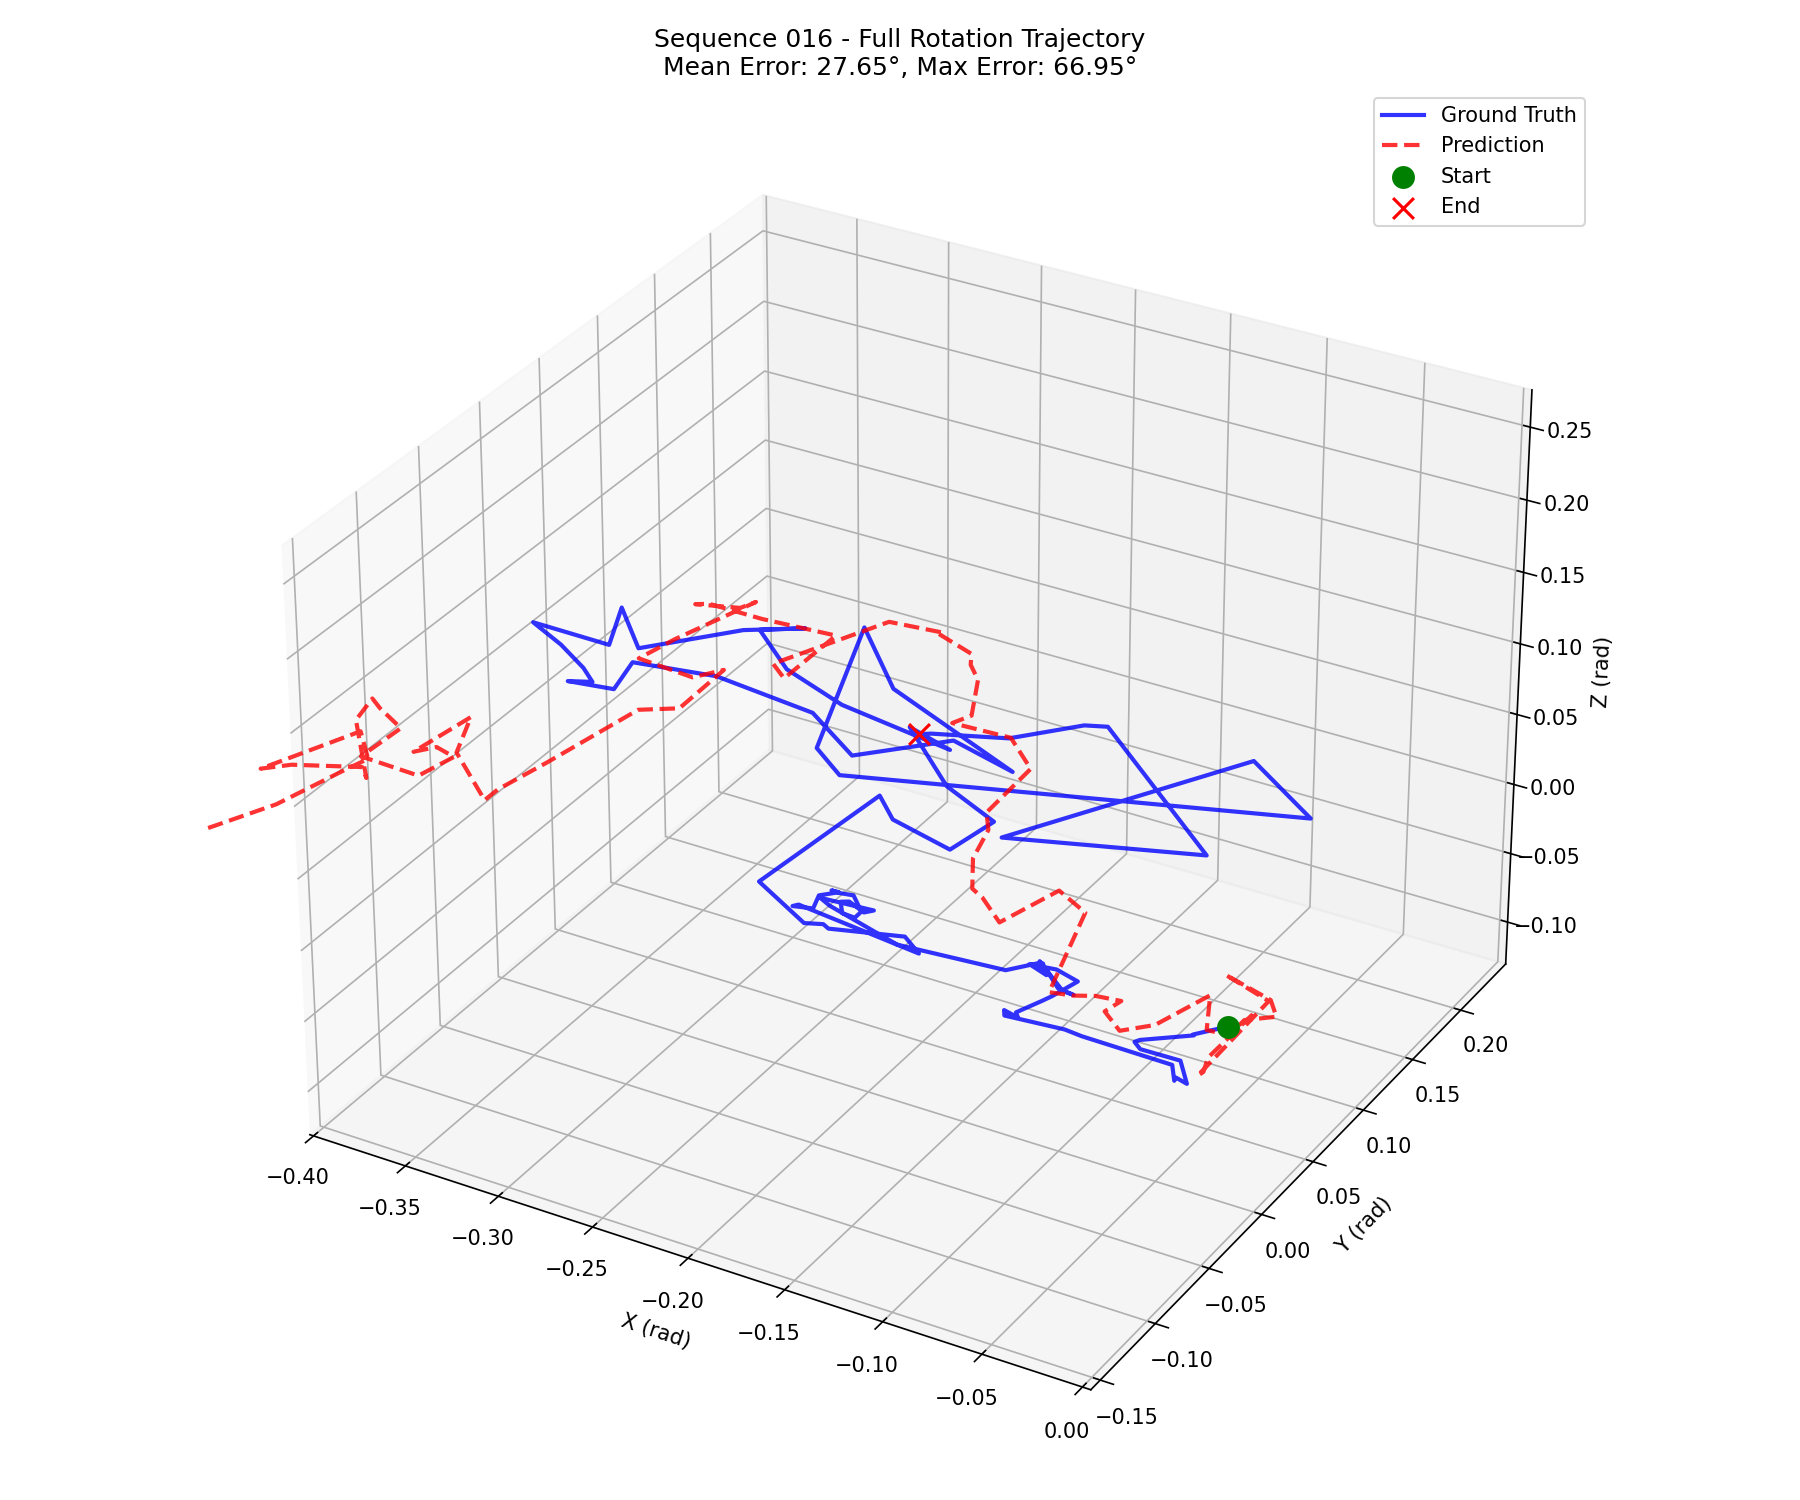 Sequence 016 - Full Rotation Trajectory
Mean Error: 27.65°, Max Error: 66.95°
Ground Truth
Prediction
Start
End
0.25
0.20
0.15
0.10
0.05
0.00
−0.05
−0.10
Z (rad)
0.20
0.15
0.10
0.05
0.00
−0.05
−0.10
−0.15
Y (rad)
−0.40
−0.35
−0.30
−0.25
−0.20
−0.15
−0.10
−0.05
0.00
X (rad)